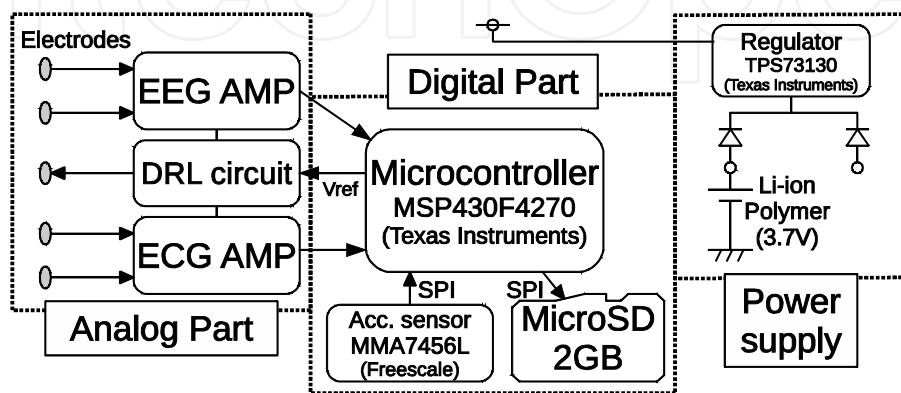 Electrodes
EEG AMP
DRL circuit
ECG AMP
Analog Part
Digital Part
Microcontroller
MSP430F4270
(Texas Instruments)
Vref
SPI
SPI
Acc. sensor
MMA7456L
(Freescale)
MicroSD
2GB
Regulator
TPS73130
(Texas Instruments)
Li-ion
Polymer
(3.7V)
Power
supply